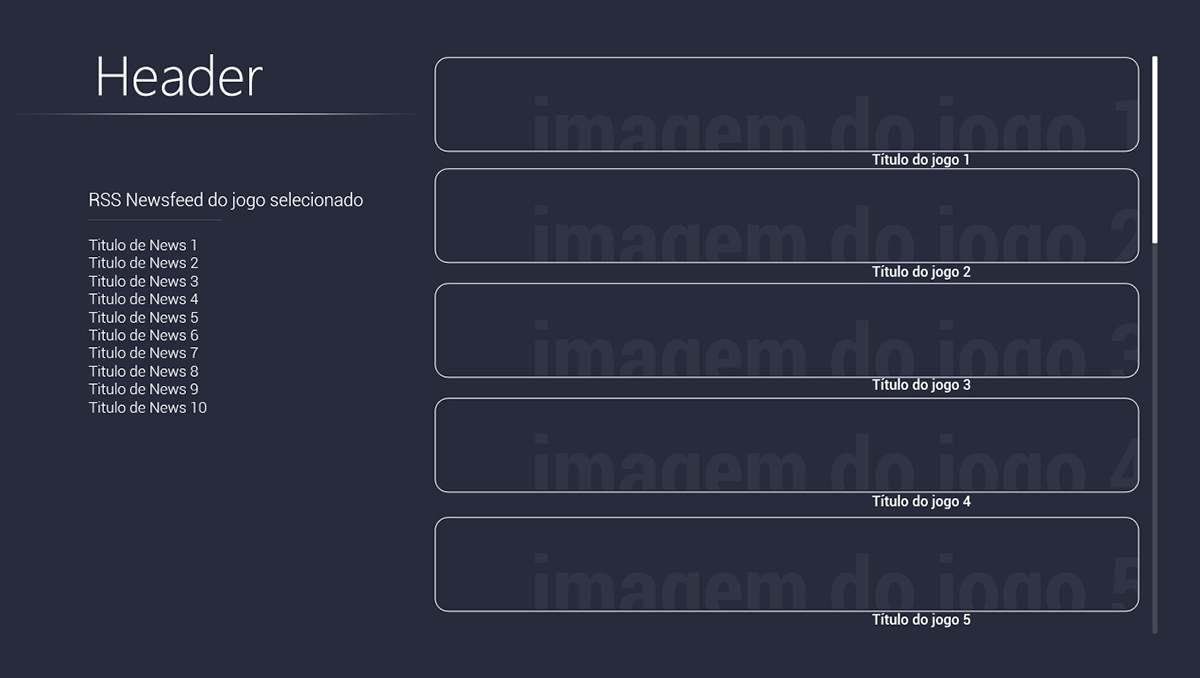 Header
RSS Newsfeed do jogo selecionado
Titulo de News 1
Titulo de News 2
Titulo de News 3
Titulo de News 4
Titulo de News 5
Titulo de News 6
Titulo de News 7
Titulo de News 8
Titulo de News 9
Titulo de News 10
imagem do jogo 1
Título do jogo 1
imagem do jogo 2
Título do jogo 2
imagem do jogo 3
Título do jogo 3
imagem do jogo 4
Título do jogo 4
imagem do jogo 5
Título do jogo 5